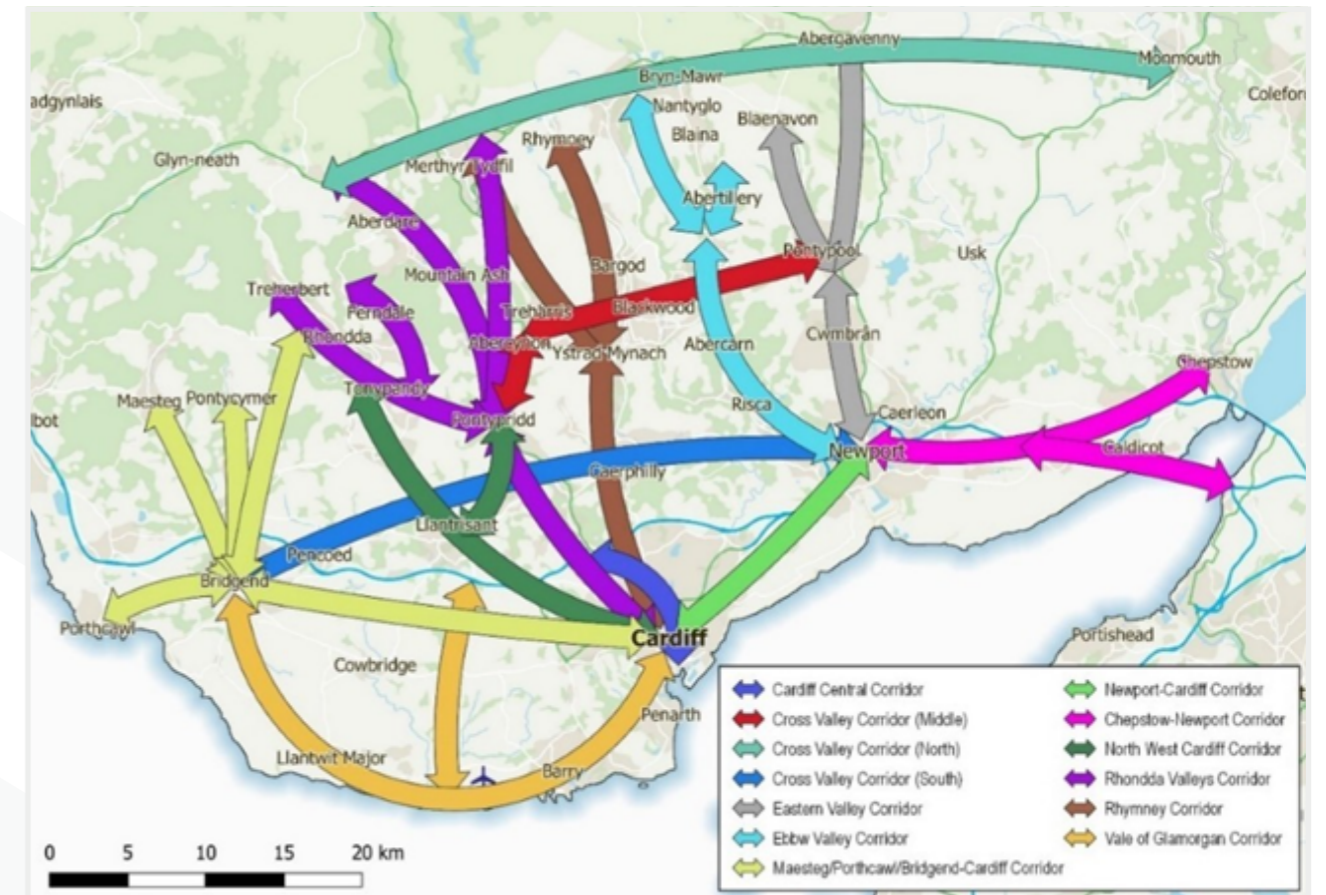 Abergavenny
Monmouth
Bryn-Mawr
adgynlais
Colefor
Nantyglo
Blaenavon
Blaina
Rhymney
Glyn-neath
Merthyr Tydfil
Abertillery
Aberdare
Pontypool
Usk
Bargod
Mountain Ash
Treherbert
Ferndale
Treharris
Blackwood
Rhondda
Cwmbrân
Abercynon
Ystrad Mynach
Abercarn
Chepstow
Tonypandy
Maesteg
Pontycymer
Risca
Caerleon
lbot
Pontypridd
Newport
Caldicot
Caerphilly
Llantrisant
Pencoed
Bridgend
Porthcawl
Cardiff
Portishead
Cowbridge
Penarth
Llantwit Major
Barry
Cardiff Central Corridor
Cross Valley Corridor (Middle)
Cross Valley Corridor (North)
Cross Valley Corridor (South)
Eastern Valley Corridor
Ebbw Valley Corridor
Maesteg/Porthcawl/Bridgend-Cardiff Corridor
Newport-Cardiff Corridor
Chepstow-Newport Corridor
North West Cardiff Corridor
Rhondda Valleys Corridor
Rhymney Corridor
Vale of Glamorgan Corridor
0 5 10 15 20 km